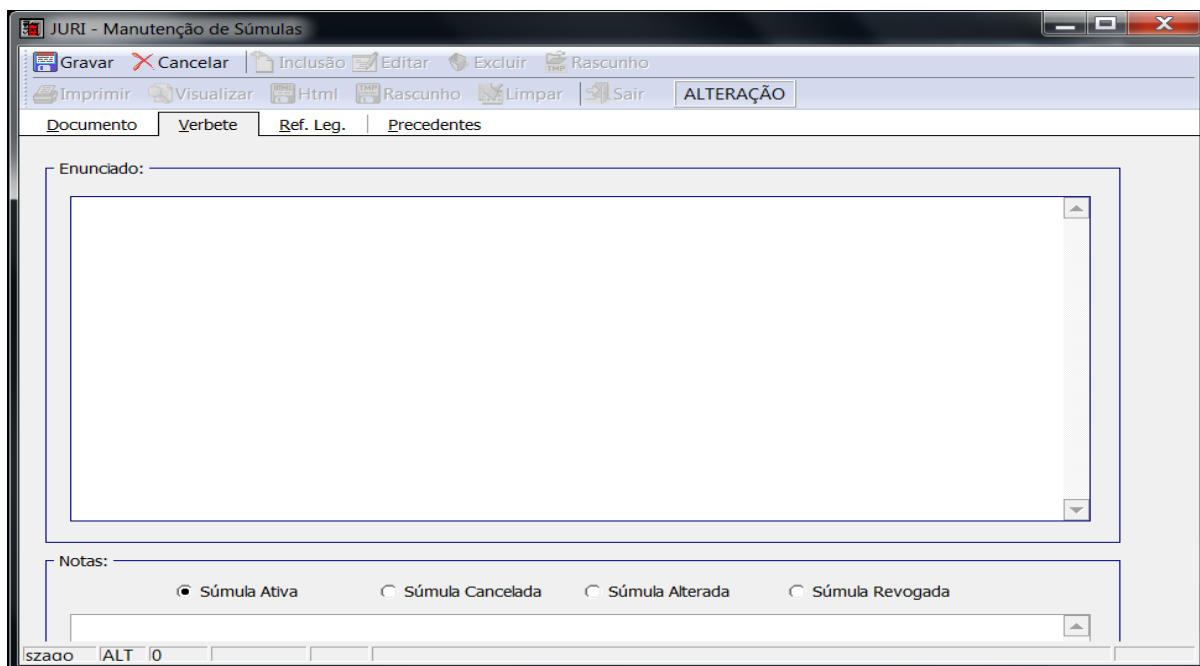 JURI - Manutenção de Súmulas
Gravar Cancelar Inclusão Editar Excluir Rascunho
Imprimir Visualizar Html Rascunho Limpar Sair ALTERAÇÃO
Documento Verbete Ref. Leg. Precedentes
Enunciado:
Notas:
Súmula Ativa Súmula Cancelada Súmula Alterada Súmula Revogada
szago ALT 0